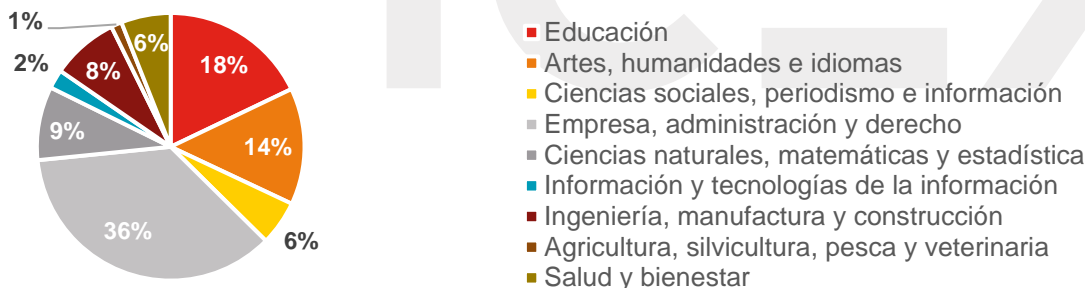 1%
6%
18%
2%
8%
9%
14%
36%
6%
Educación
Artes, humanidades e idiomas
Ciencias sociales, periodismo e información
Empresa, administración y derecho
Ciencias naturales, matemáticas y estadística
Información y tecnologías de la información
Ingeniería, manufactura y construcción
Agricultura, silvicultura, pesca y veterinaria
Salud y bienestar